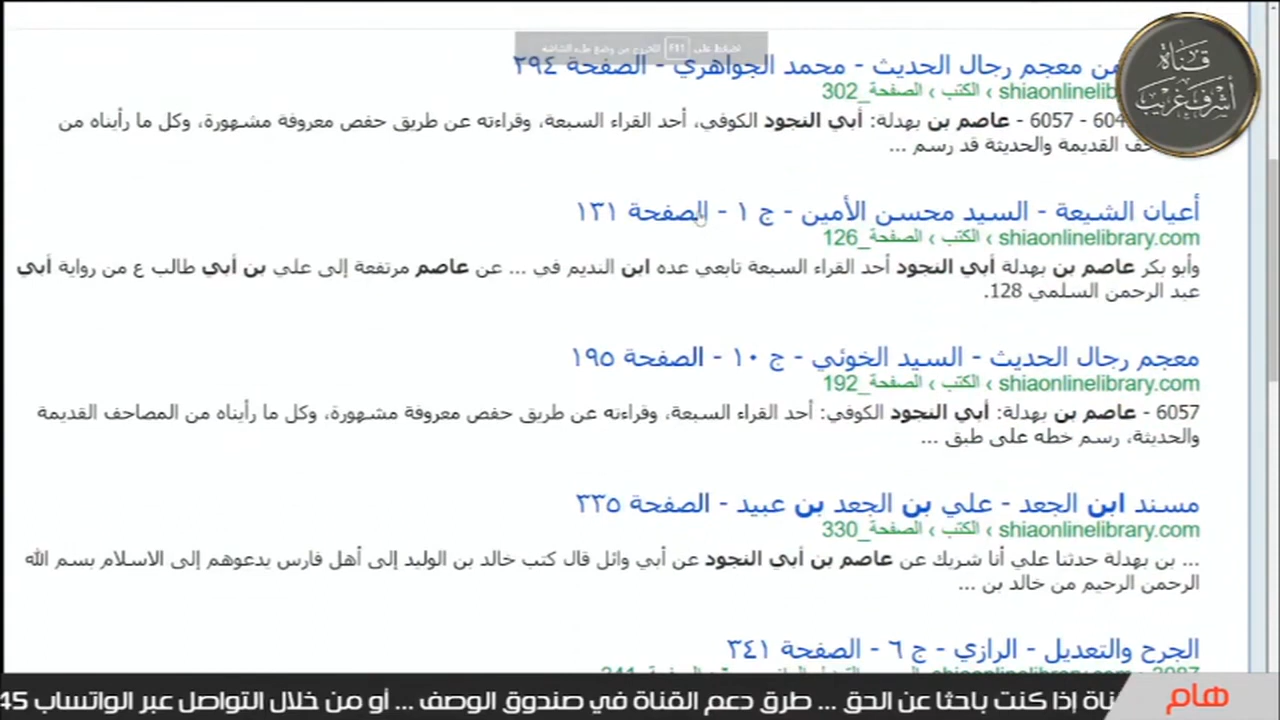 اضغط على F11 للخروج من وضع ملء الشاشة
قناة
أشرف غريب
من معجم رجال الحديث - محمد الجواهري - الصفحة ٢٩٤
shiaonlinelib › الكتب › الصفحة_302
6057 - عاصم بن بهدلة: أبي النجود الكوفي، أحد القراء السبعة، وقراءته عن طريق حفص معروفة مشهورة، وكل ما رأيناه من
القديمة والحديثة قد رسم ...
أعيان الشيعة - السيد محسن الأمين - ج ١ - الصفحة ١٣١
shiaonlinelibrary.com › الكتب › الصفحة_126
وأبو بكر عاصم بن بهدلة أبي النجود أحد القراء السبعة تابعي عده ابن النديم في ... عن عاصم مرتفعة إلى علي بن أبي طالب ع من رواية أبي
عبد الرحمن السلمي 128.
معجم رجال الحديث - السيد الخوئي - ج ١٠ - الصفحة ١٩٥
shiaonlinelibrary.com › الكتب › الصفحة_192
6057 - عاصم بن بهدلة: أبي النجود الكوفي: أحد القراء السبعة، وقراءته عن طريق حفص معروفة مشهورة، وكل ما رأيناه من المصاحف القديمة
والحديثة، رسم خطه على طبق ...
مسند ابن الجعد - علي بن الجعد بن عبيد - الصفحة ٣٣٥
shiaonlinelibrary.com › الكتب › الصفحة_330
... بن بهدلة حدثنا علي أنا شريك عن عاصم بن أبي النجود عن أبي وائل قال كتب خالد بن الوليد إلى أهل فارس يدعوهم إلى الاسلام بسم الله
الرحمن الرحيم من خالد بن ...
الجرح والتعديل - الرازي - ج ٦ - الصفحة ٣٤١
هام
إذا كنت باحثا عن الحق ... طرق دعم القناة في صندوق الوصف ... أو من خلال التواصل عبر الواتساب 45